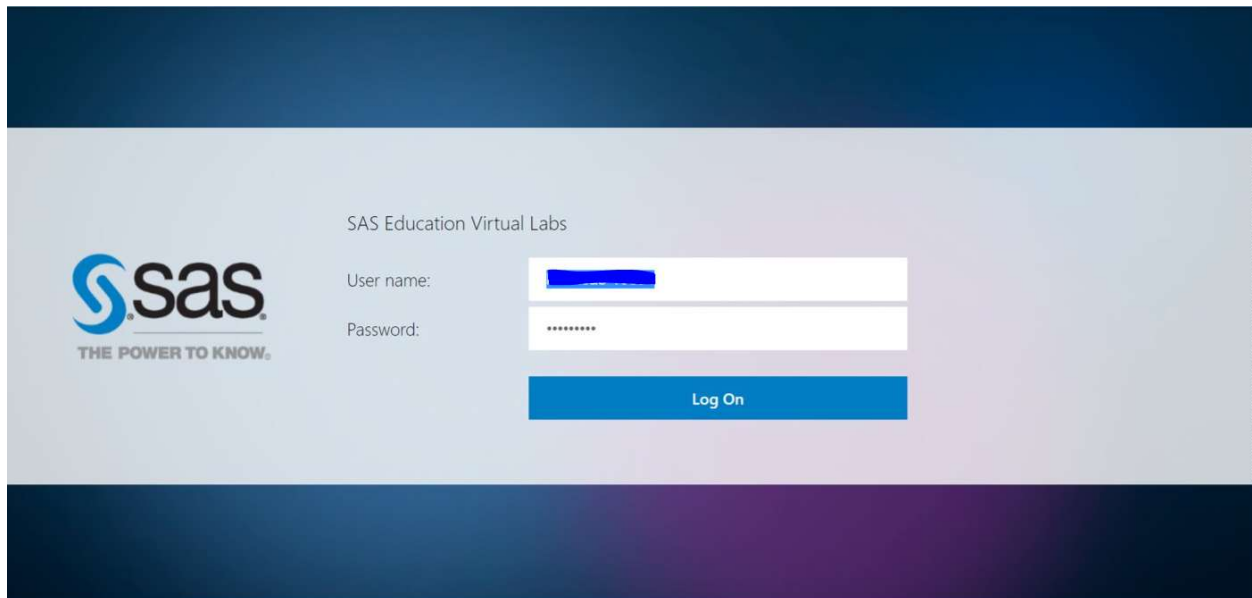 SAS Education Virtual Labs
sas
THE POWER TO KNOW®
User name:
Password: •••••••••
Log On